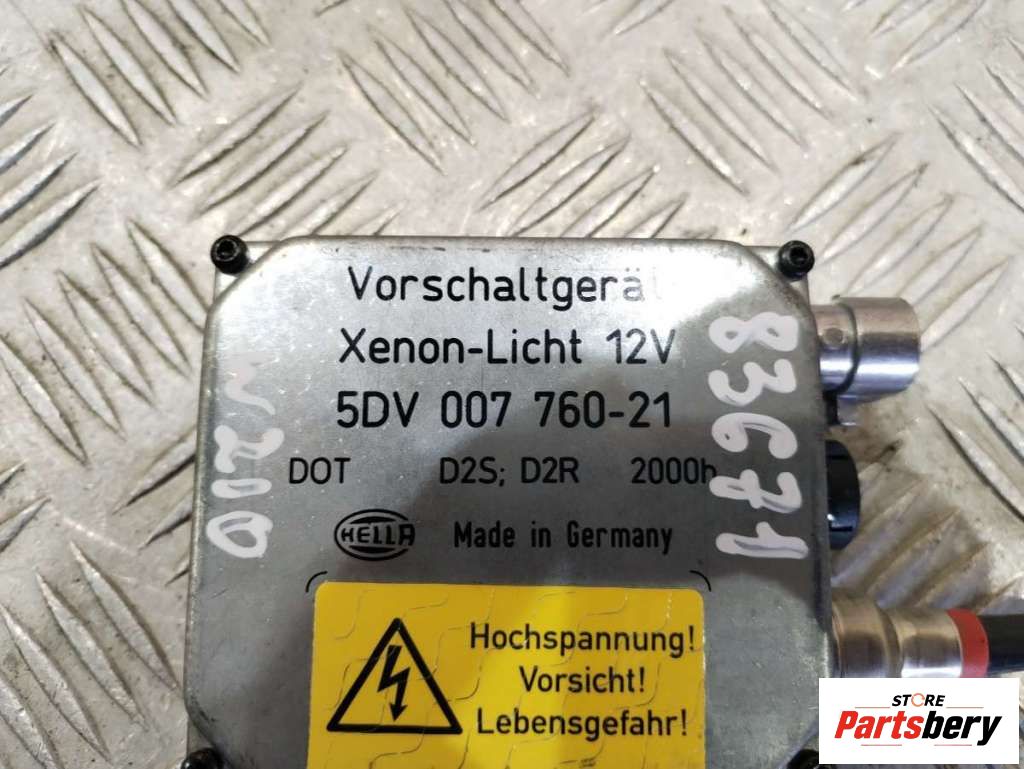 Vorschaltgerät
Xenon-Licht 12V
5DV 007 760-21
DOT D2S; D2R 2000h
HELLA Made in Germany
Hochspannung!
Vorsicht!
Lebensgefahr!
W200
83671
STORE
Partsbery